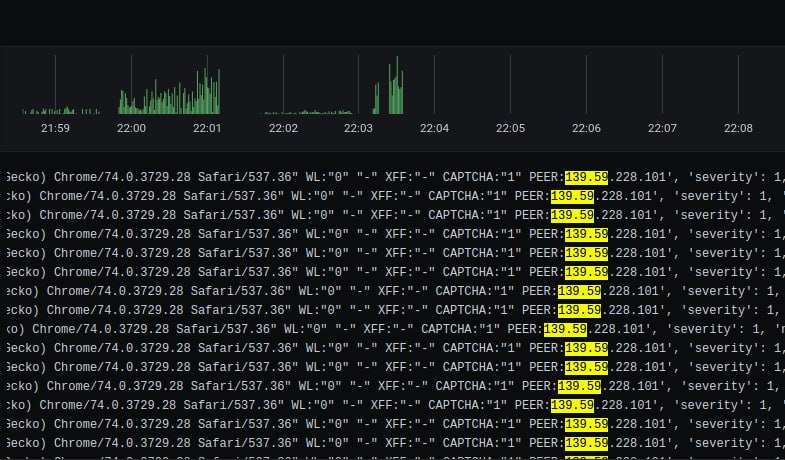 21:59 22:00 22:01 22:02 22:03 22:04 22:05 22:06 22:07 22:08
Gecko) Chrome/74.0.3729.28 Safari/537.36" WL:"0" "-" XFF:"-" CAPTCHA:"1" PEER:139.59.228.101', 'severity': 1,
cko) Chrome/74.0.3729.28 Safari/537.36" WL:"0" "-" XFF:"-" CAPTCHA:"1" PEER:139.59.228.101', 'severity': 1, '
Gecko) Chrome/74.0.3729.28 Safari/537.36" WL:"0" "-" XFF:"-" CAPTCHA:"1" PEER:139.59.228.101', 'severity': 1,
Gecko) Chrome/74.0.3729.28 Safari/537.36" WL:"0" "-" XFF:"-" CAPTCHA:"1" PEER:139.59.228.101', 'severity': 1,
Gecko) Chrome/74.0.3729.28 Safari/537.36" WL:"0" "-" XFF:"-" CAPTCHA:"1" PEER:139.59.228.101', 'severity': 1,
Gecko) Chrome/74.0.3729.28 Safari/537.36" WL:"0" "-" XFF:"-" CAPTCHA:"1" PEER:139.59.228.101', 'severity': 1,
ecko) Chrome/74.0.3729.28 Safari/537.36" WL:"0" "-" XFF:"-" CAPTCHA:"1" PEER:139.59.228.101', 'severity': 1,
ecko) Chrome/74.0.3729.28 Safari/537.36" WL:"0" "-" XFF:"-" CAPTCHA:"1" PEER:139.59.228.101', 'severity': 1,
ko) Chrome/74.0.3729.28 Safari/537.36" WL:"0" "-" XFF:"-" CAPTCHA:"1" PEER:139.59.228.101', 'severity': 1, 'r
Gecko) Chrome/74.0.3729.28 Safari/537.36" WL:"0" "-" XFF:"-" CAPTCHA:"1" PEER:139.59.228.101', 'severity': 1,
Gecko) Chrome/74.0.3729.28 Safari/537.36" WL:"0" "-" XFF:"-" CAPTCHA:"1" PEER:139.59.228.101', 'severity': 1,
ecko) Chrome/74.0.3729.28 Safari/537.36" WL:"0" "-" XFF:"-" CAPTCHA:"1" PEER:139.59.228.101', 'severity': 1,
cko) Chrome/74.0.3729.28 Safari/537.36" WL:"0" "-" XFF:"-" CAPTCHA:"1" PEER:139.59.228.101', 'severity': 1, '
Gecko) Chrome/74.0.3729.28 Safari/537.36" WL:"0" "-" XFF:"-" CAPTCHA:"1" PEER:139.59.228.101', 'severity': 1,
Gecko) Chrome/74.0.3729.28 Safari/537.36" WL:"0" "-" XFF:"-" CAPTCHA:"1" PEER:139.59.228.101', 'severity': 1,